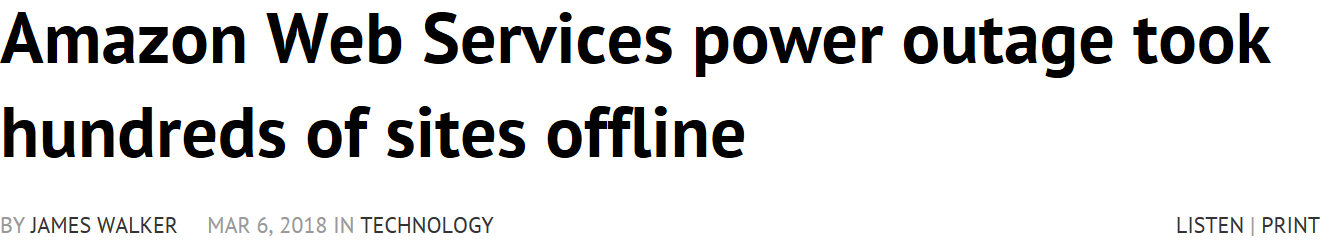 Amazon Web Services power outage took
hundreds of sites offline
BY JAMES WALKER MAR 6, 2018 IN TECHNOLOGY LISTEN | PRINT